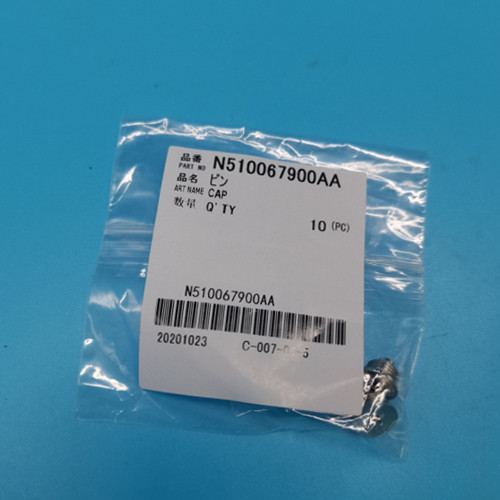 品番
PART NO N510067900AA
品名 ピン
ART NAME CAP
数量 Q'TY
10 (PC)
N510067900AA
20201023 C-007-